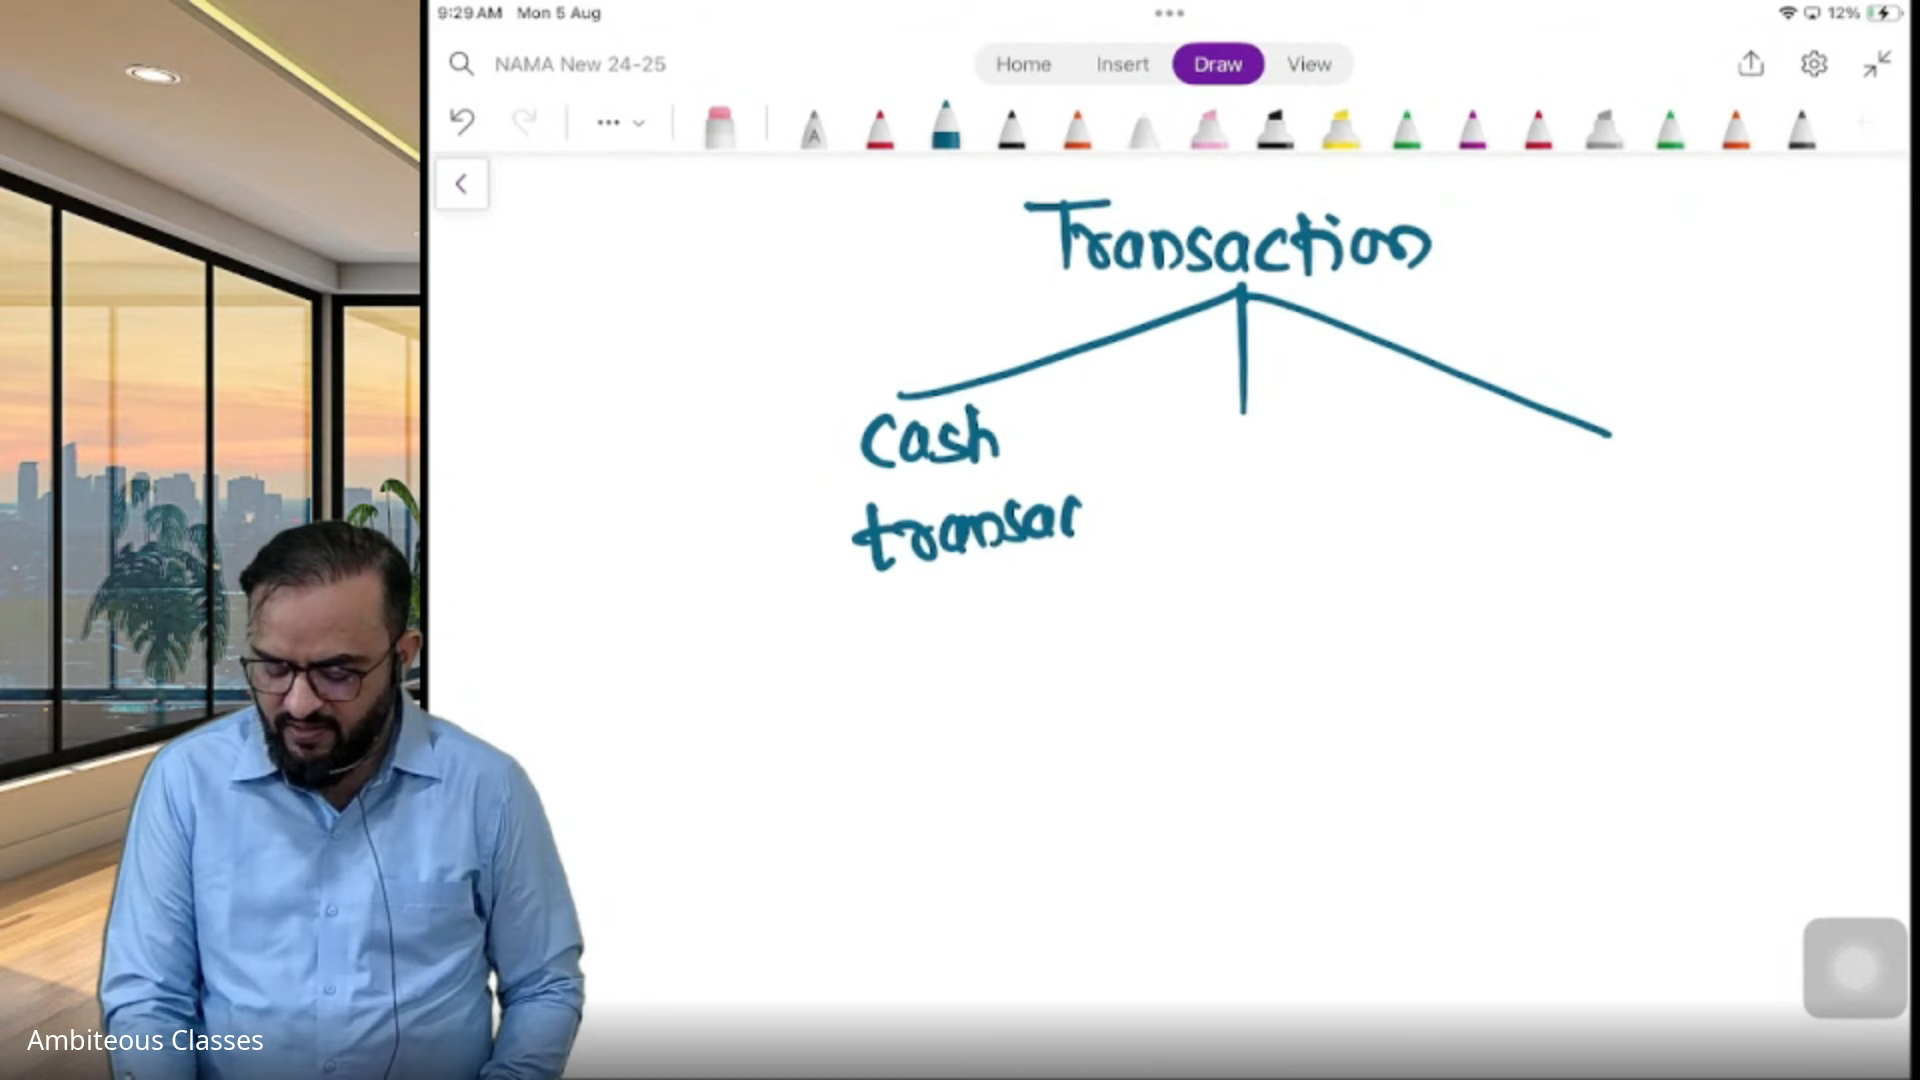 9:29 AM Mon 5 Aug
12%
NAMA New 24-25
Home Insert Draw View
A
Transaction
Cash
transac
Ambiteous Classes